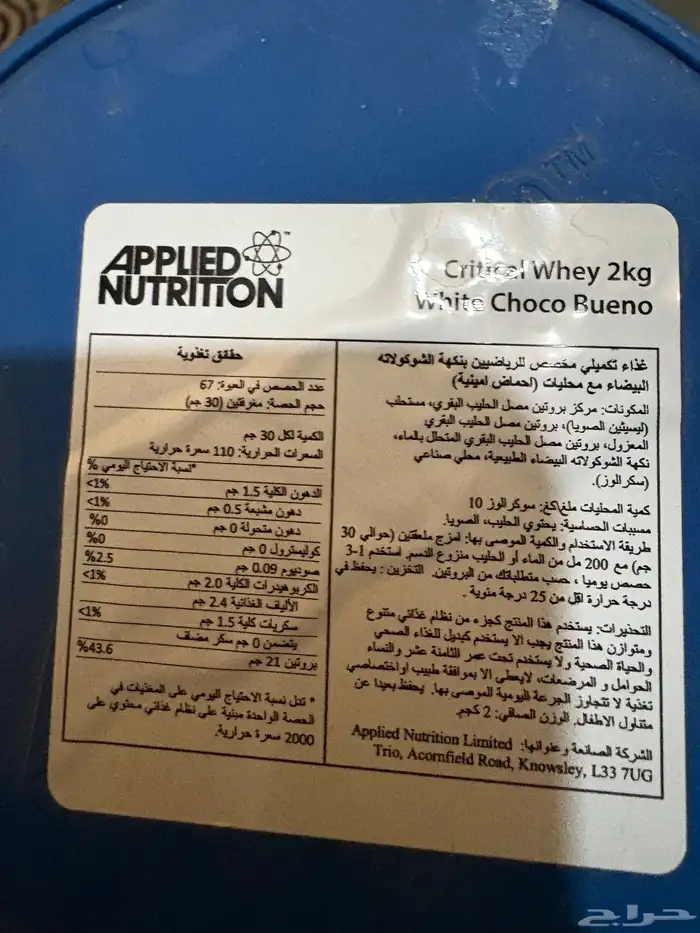 TM
APPLIED
NUTRITION
Critical Whey 2kg
White Choco Bueno
غذاء تكميلي مخصص للرياضيين بنكهة الشوكولاته
البيضاء مع محليات (احماض امينية)
المكونات: مركز بروتين مصل الحليب البقري، مستحلب
(ليسيثين الصويا)، بروتين مصل الحليب البقري
المعزول، بروتين مصل الحليب البقري المتحلل بالماء،
نكهة الشوكولاته البيضاء الطبيعية، محلي صناعي
(سكرالوز).
كمية المحليات ملغ/كغ: سوكرالوز 10
مسببات الحساسية: يحتوي الحليب، الصويا.
طريقة الاستخدام والكمية الموصى بها: امزج ملعقتين (حوالي 30
جم) مع 200 مل من الماء أو الحليب منزوع الدسم. استخدم 1-3
حصص يوميا، حسب متطلباتك من البروتين. التخزين: يحفظ في
درجة حرارة اقل من 25 درجة مئوية.
التحذيرات: يستخدم هذا المنتج كجزء من نظام غذائي متنوع
ومتوازن هذا المنتج يجب الا يستخدم كبديل للغذاء الصحي
والحياة الصحية ولا يستخدم تحت عمر الثامنة عشر والنساء
الحوامل و المرضعات، لايعطى الا بموافقة طبيب اواختصاصي
تغذية لا تتجاوز الجرعة اليومية الموصى بها. يحفظ بعيدا عن
متناول الاطفال. الوزن الصافي: 2 كجم.
الشركة الصانعة وعنوانها: Applied Nutrition Limited
Trio, Acornfield Road, Knowsley, L33 7UG
حقائق تغذوية
عدد الحصص في العبوة: 67
حجم الحصة: مغرفتين (30 جم)
الكمية لكل 30 جم
السعرات الحرارية: 110 سعرة حرارية
*نسبة الاحتياج اليومي %
الدهون الكلية 1.5 جم <1%
دهون مشبعة 0.5 جم <1%
دهون متحولة 0 جم %0
كوليسترول 0 جم %0
صوديوم 0.09 جم %2.5
الكربوهيدرات الكلية 2.0 جم <1%
الألياف الغذائية 2.4 جم
سكريات كلية 1.5 جم <1%
يتضمن 0 جم سكر مضاف
بروتين 21 جم %43.6
* تدل نسبة الاحتياج اليومي على المغذيات في
الحصة الواحدة مبنية على نظام غذائي محتوي على
2000 سعرة حرارية.
حراج